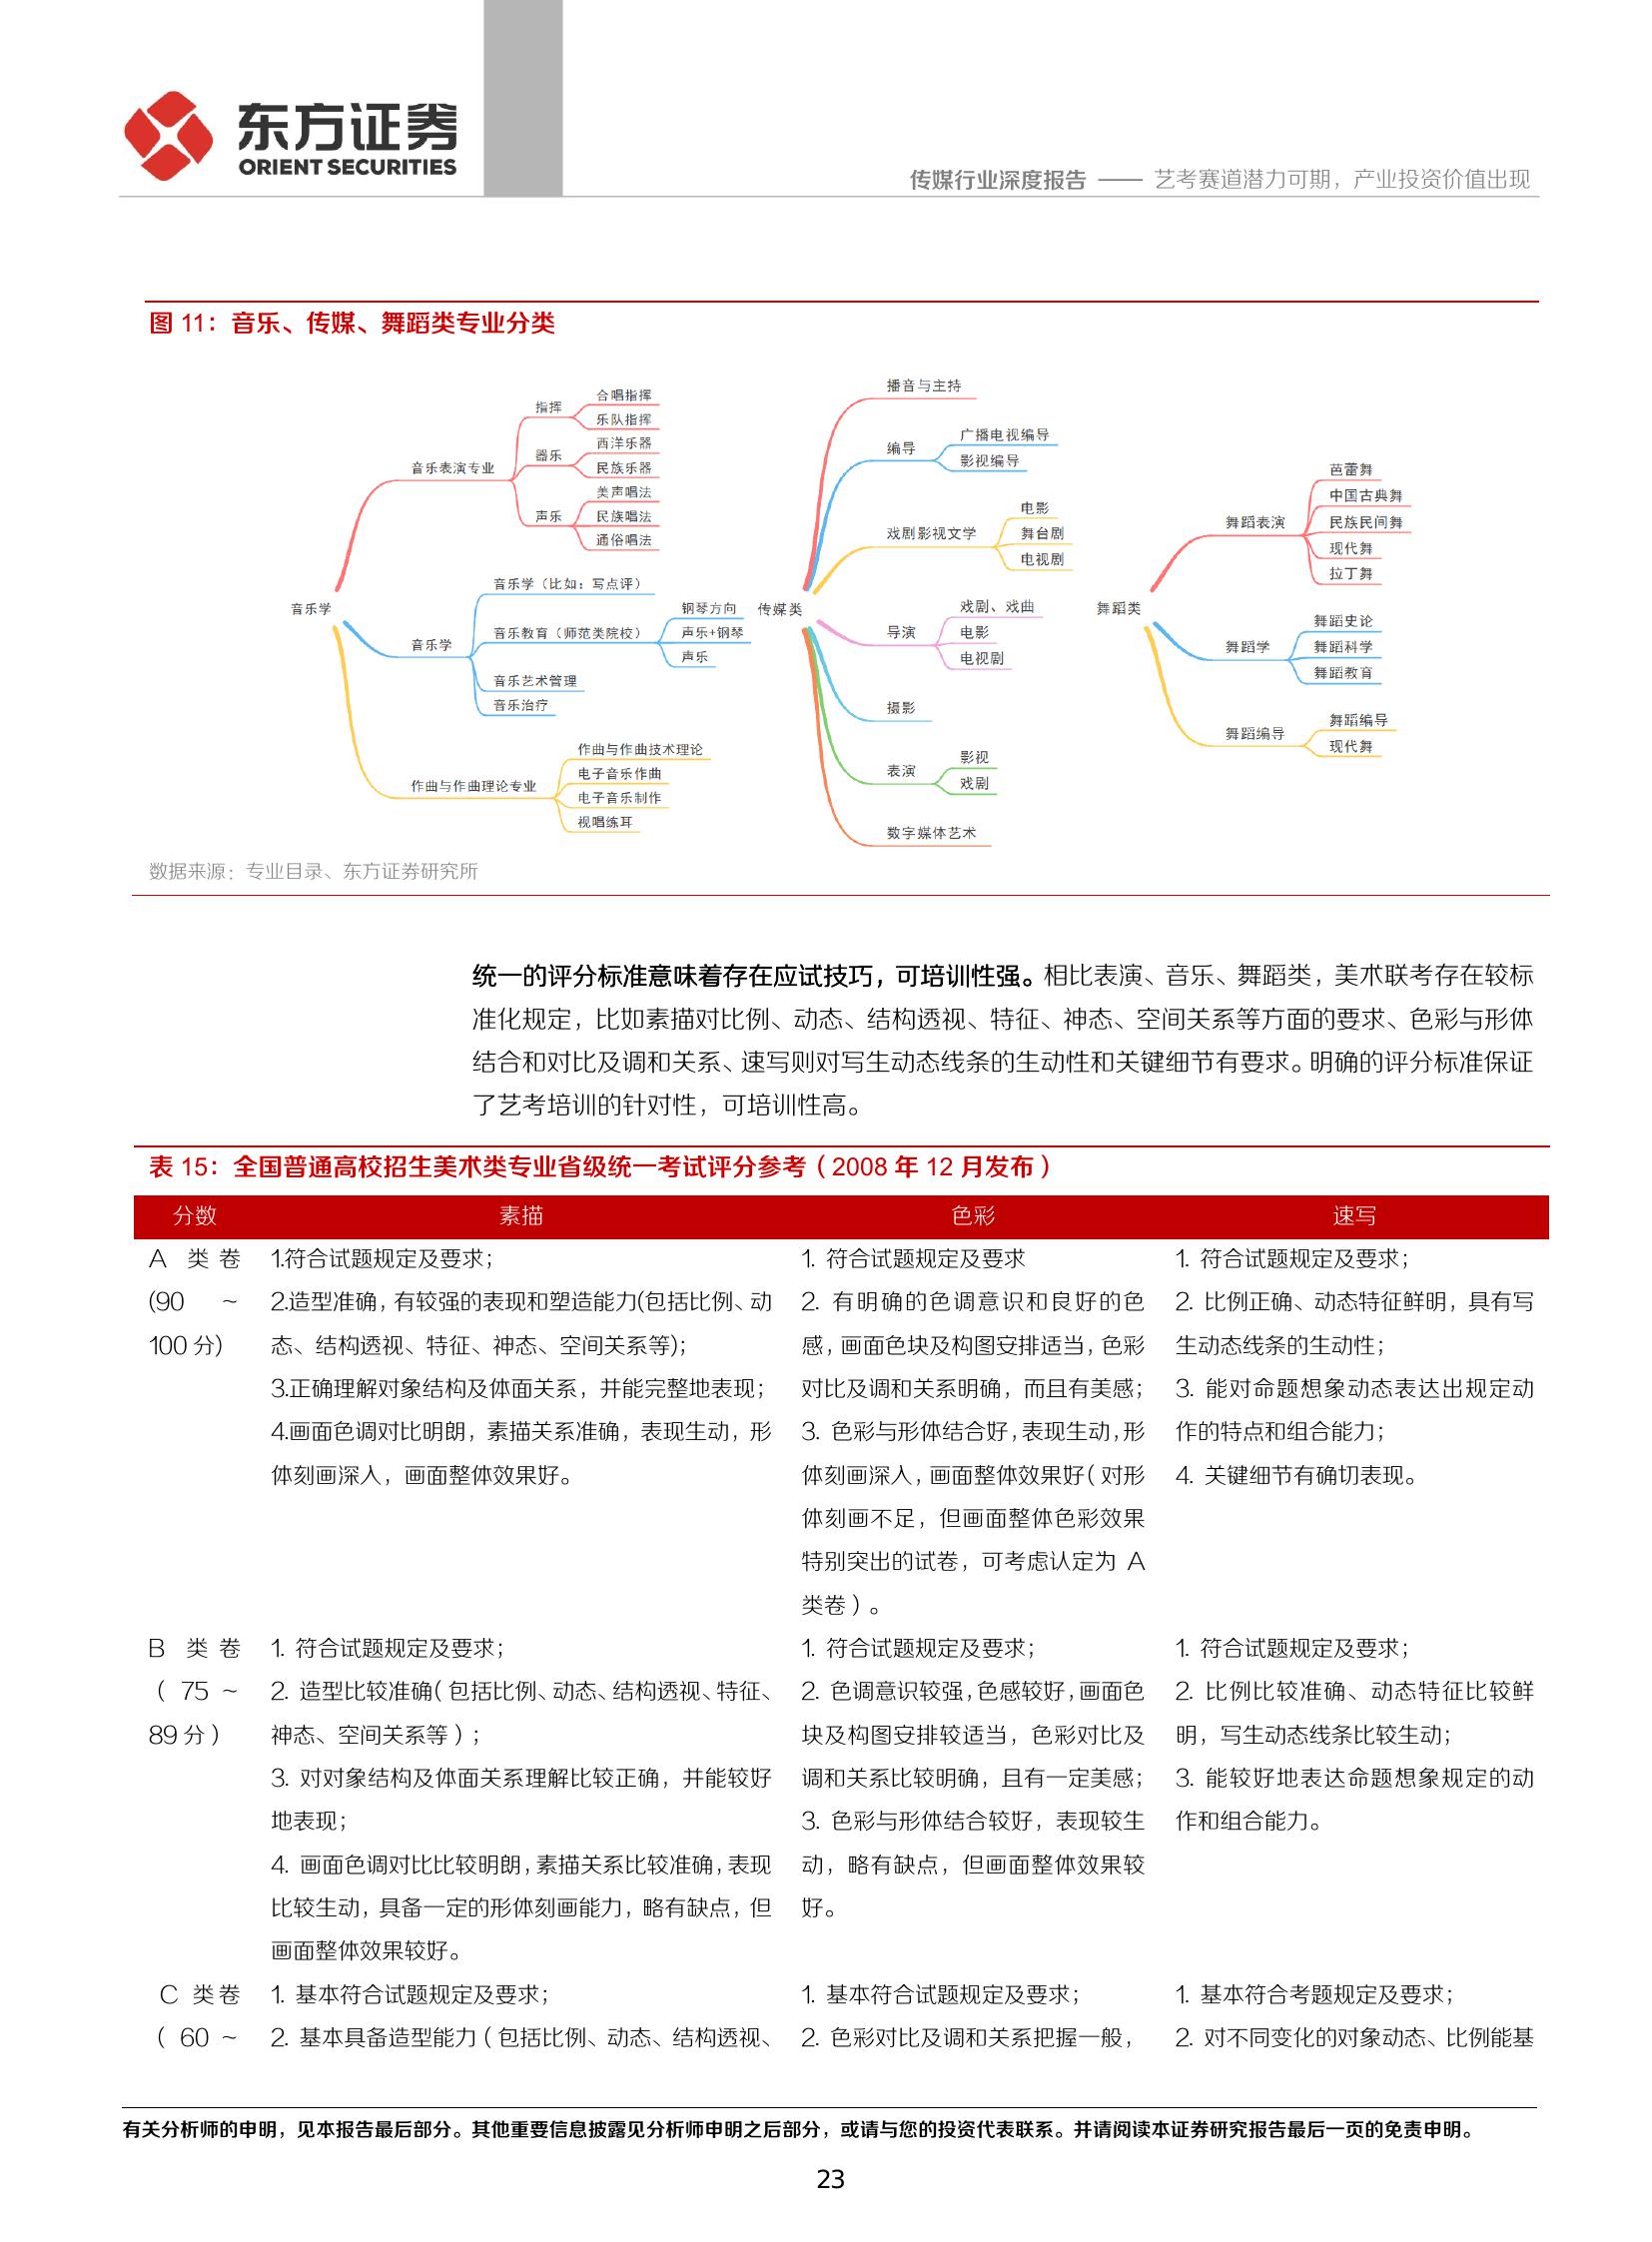 东方证券
ORIENT SECURITIES
传媒行业深度报告 —— 艺考赛道潜力可期，产业投资价值出现
图 11：音乐、传媒、舞蹈类专业分类
音乐学
音乐表演专业
指挥
合唱指挥
乐队指挥
器乐
西洋乐器
民族乐器
声乐
美声唱法
民族唱法
通俗唱法
音乐学
音乐学（比如：写点评）
音乐教育（师范类院校）
钢琴方向
声乐+钢琴
声乐
音乐艺术管理
音乐治疗
作曲与作曲理论专业
作曲与作曲技术理论
电子音乐作曲
电子音乐制作
视唱练耳
传媒类
播音与主持
编导
广播电视编导
影视编导
戏剧影视文学
电影
舞台剧
电视剧
导演
戏剧、戏曲
电影
电视剧
摄影
表演
影视
戏剧
数字媒体艺术
舞蹈类
舞蹈表演
芭蕾舞
中国古典舞
民族民间舞
现代舞
拉丁舞
舞蹈学
舞蹈史论
舞蹈科学
舞蹈教育
舞蹈编导
舞蹈编导
现代舞
数据来源：专业目录、东方证券研究所
统一的评分标准意味着存在应试技巧，可培训性强。相比表演、音乐、舞蹈类，美术联考存在较标
准化规定，比如素描对比例、动态、结构透视、特征、神态、空间关系等方面的要求、色彩与形体
结合和对比及调和关系、速写则对写生动态线条的生动性和关键细节有要求。明确的评分标准保证
了艺考培训的针对性，可培训性高。
表 15：全国普通高校招生美术类专业省级统一考试评分参考（2008 年 12 月发布）
分数 素描 色彩 速写
A 类卷
(90 ~
100 分)
1.符合试题规定及要求；
2.造型准确，有较强的表现和塑造能力(包括比例、动
态、结构透视、特征、神态、空间关系等)；
3.正确理解对象结构及体面关系，并能完整地表现；
4.画面色调对比明朗，素描关系准确，表现生动，形
体刻画深入，画面整体效果好。
1. 符合试题规定及要求
2. 有明确的色调意识和良好的色
感，画面色块及构图安排适当，色彩
对比及调和关系明确，而且有美感；
3. 色彩与形体结合好，表现生动，形
体刻画深入，画面整体效果好（对形
体刻画不足，但画面整体色彩效果
特别突出的试卷，可考虑认定为 A
类卷）。
1. 符合试题规定及要求；
2. 比例正确、动态特征鲜明，具有写
生动态线条的生动性；
3. 能对命题想象动态表达出规定动
作的特点和组合能力；
4. 关键细节有确切表现。
B 类卷
（75 ~
89 分）
1. 符合试题规定及要求；
2. 造型比较准确（包括比例、动态、结构透视、特征、
神态、空间关系等）；
3. 对对象结构及体面关系理解比较正确，并能较好
地表现；
4. 画面色调对比比较明朗，素描关系比较准确，表现
比较生动，具备一定的形体刻画能力，略有缺点，但
画面整体效果较好。
1. 符合试题规定及要求；
2. 色调意识较强，色感较好，画面色
块及构图安排较适当，色彩对比及
调和关系比较明确，且有一定美感；
3. 色彩与形体结合较好，表现较生
动，略有缺点，但画面整体效果较
好。
1. 符合试题规定及要求；
2. 比例比较准确、动态特征比较鲜
明，写生动态线条比较生动；
3. 能较好地表达命题想象规定的动
作和组合能力。
C 类卷
（60 ~
1. 基本符合试题规定及要求；
2. 基本具备造型能力（包括比例、动态、结构透视、
1. 基本符合试题规定及要求；
2. 色彩对比及调和关系把握一般，
1. 基本符合考题规定及要求；
2. 对不同变化的对象动态、比例能基
有关分析师的申明，见本报告最后部分。其他重要信息披露见分析师申明之后部分，或请与您的投资代表联系。并请阅读本证券研究报告最后一页的免责申明。
23